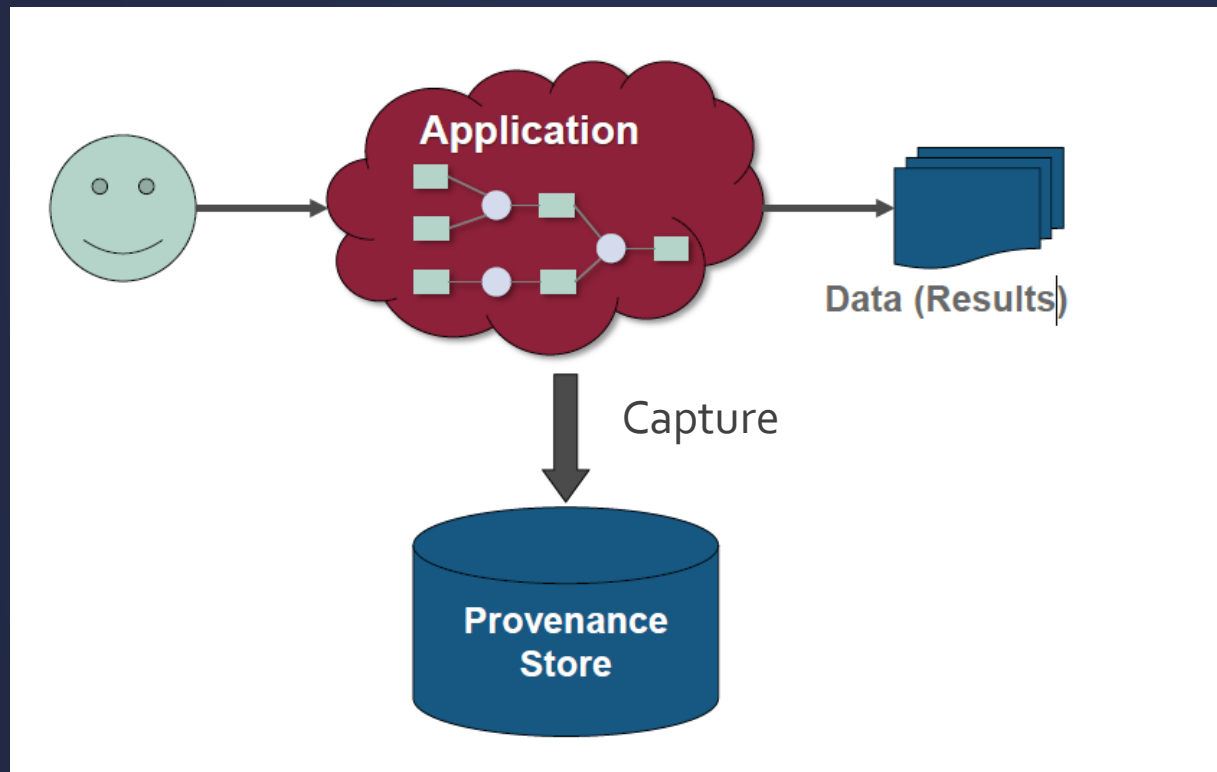 Application
Data (Results)
Capture
Provenance
Store